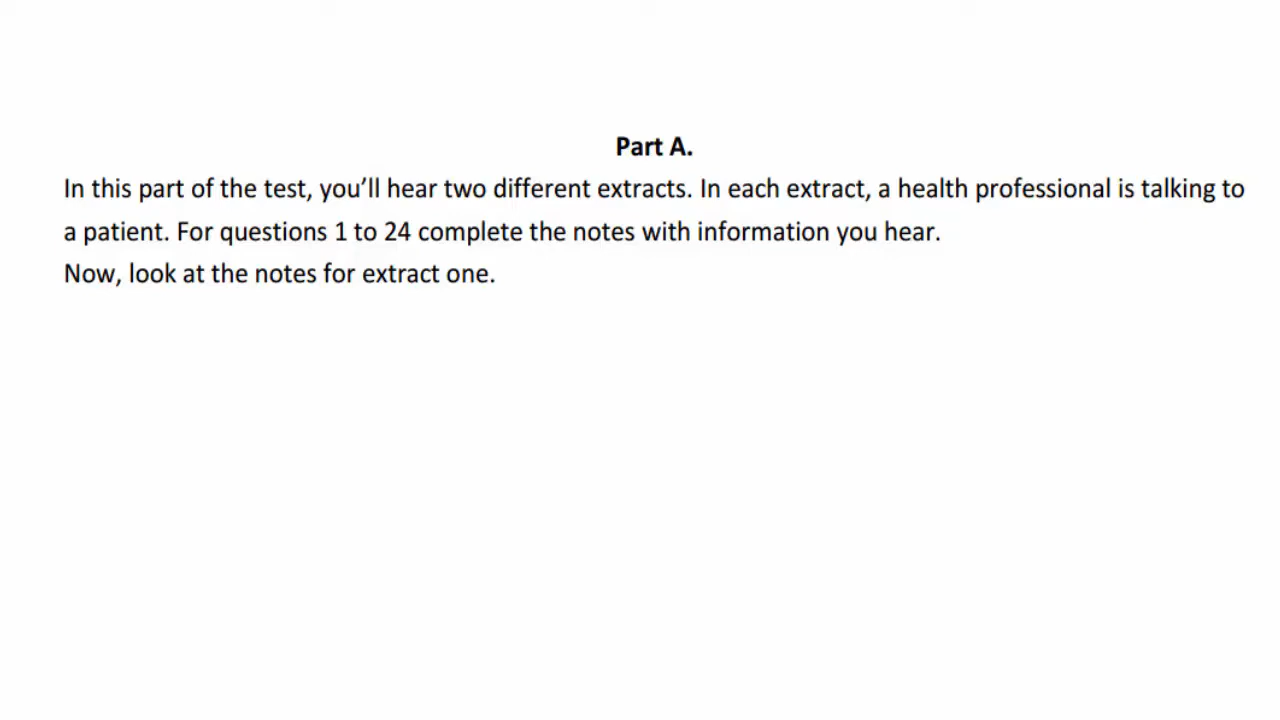 Part A.
In this part of the test, you’ll hear two different extracts. In each extract, a health professional is talking to
a patient. For questions 1 to 24 complete the notes with information you hear.
Now, look at the notes for extract one.